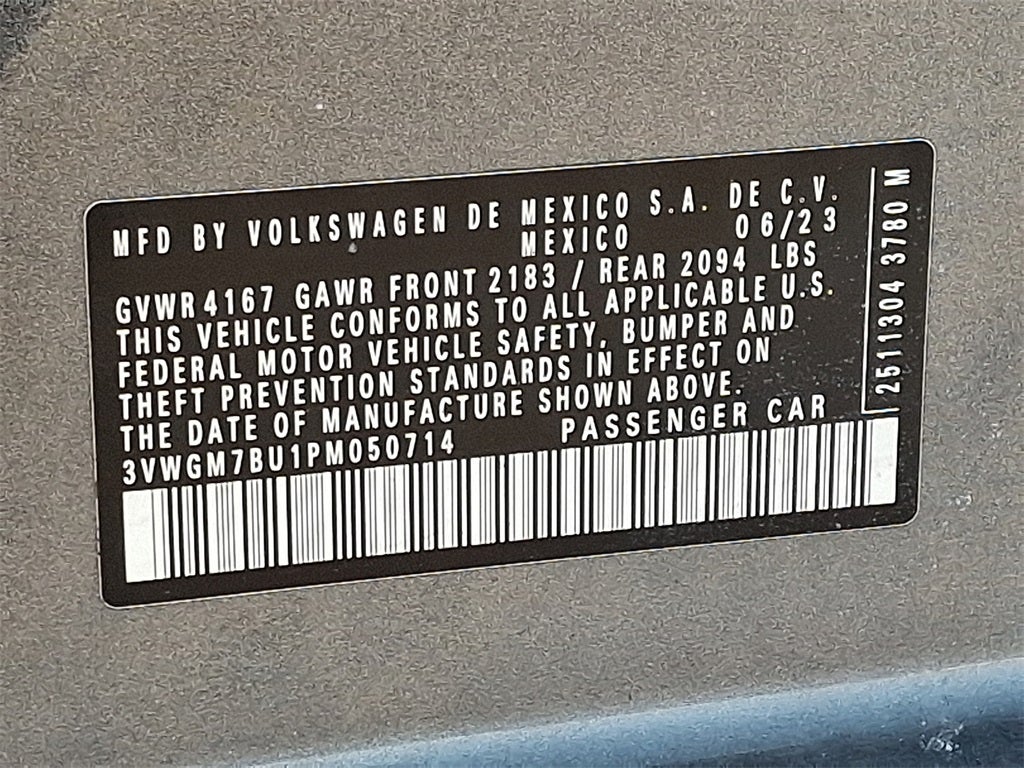 MFD BY VOLKSWAGEN DE MEXICO S.A. DE C.V.
MEXICO 06/23
GVWR 4167 GAWR FRONT 2183 / REAR 2094 LBS
THIS VEHICLE CONFORMS TO ALL APPLICABLE U.S.
FEDERAL MOTOR VEHICLE SAFETY, BUMPER AND
THEFT PREVENTION STANDARDS IN EFFECT ON
THE DATE OF MANUFACTURE SHOWN ABOVE.
3VWGM7BU1PM050714 PASSENGER CAR
2511304 3780 M